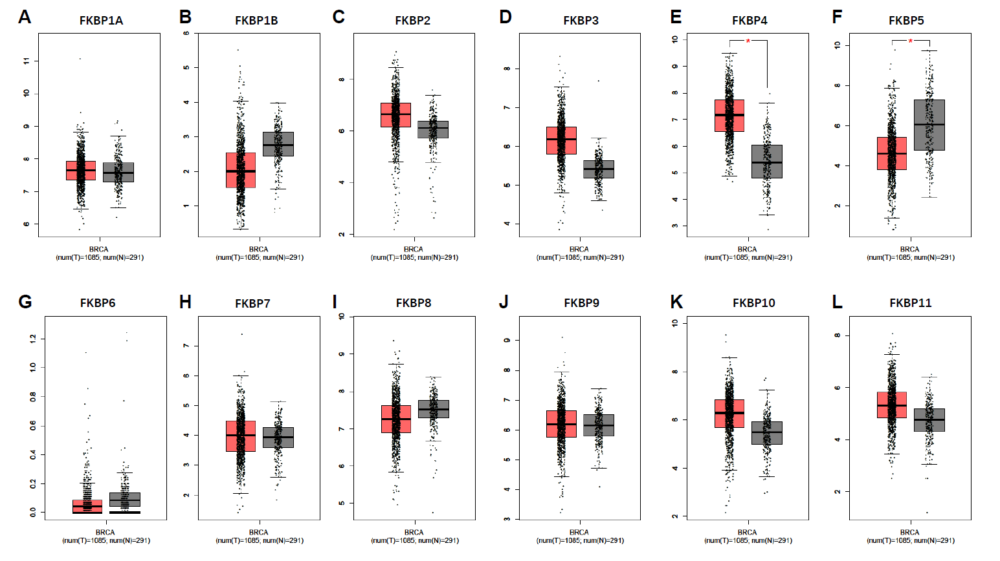 A FKBP1A
B FKBP1B
C FKBP2
D FKBP3
E FKBP4
F FKBP5
11
10
9
8
7
6
6
5
4
3
2
1
8
6
4
2
8
7
6
5
4
10
9
8
7
6
5
4
3
*
10
8
6
4
2
*
BRCA
(num(T)=1085; num(N)=291)
BRCA
(num(T)=1085; num(N)=291)
BRCA
(num(T)=1085; num(N)=291)
BRCA
(num(T)=1085; num(N)=291)
BRCA
(num(T)=1085; num(N)=291)
BRCA
(num(T)=1085; num(N)=291)
G FKBP6
H FKBP7
I FKBP8
J FKBP9
K FKBP10
L FKBP11
1.2
1.0
0.8
0.6
0.4
0.2
0.0
7
6
5
4
3
2
10
9
8
7
6
5
9
8
7
6
5
4
3
10
8
6
4
2
8
6
4
2
BRCA
(num(T)=1085; num(N)=291)
BRCA
(num(T)=1085; num(N)=291)
BRCA
(num(T)=1085; num(N)=291)
BRCA
(num(T)=1085; num(N)=291)
BRCA
(num(T)=1085; num(N)=291)
BRCA
(num(T)=1085; num(N)=291)